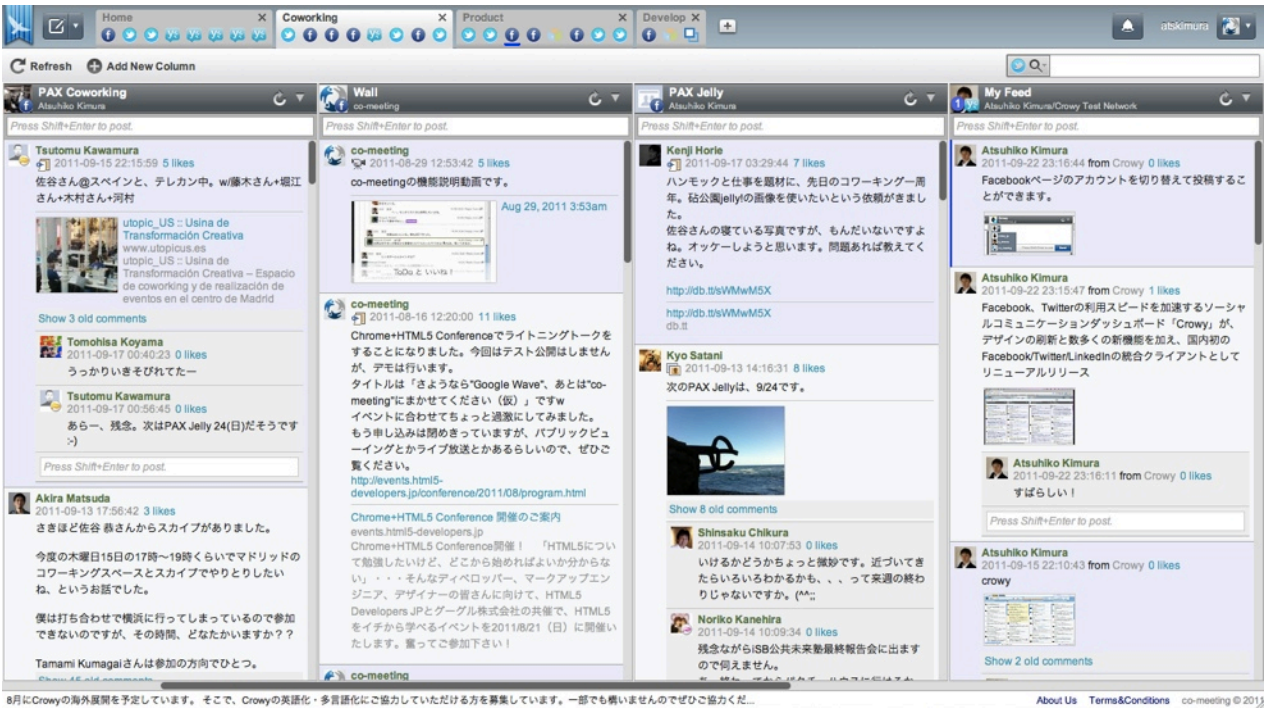 Home ×
Coworking ×
Product ×
Develop ×
atskimura
Refresh
Add New Column
PAX Coworking
Atsuhiko Kimura
Press Shift+Enter to post.
Tsutomu Kawamura
2011-09-15 22:15:59 5 likes
佐谷さん@スペインと、テレカン中。w/藤木さん+堀江
さん+木村さん+河村
utopic_US :: Usina de
Transformación Creativa
www.utopicus.es
utopic_US :: Usina de
Transformación Creativa – Espacio
de coworking y de realización de
eventos en el centro de Madrid
Show 3 old comments
Tomohisa Koyama
2011-09-17 00:40:23 0 likes
うっかりいきそびれてたー
Tsutomu Kawamura
2011-09-17 00:56:45 0 likes
あらー、残念。次はPAX Jelly 24(日)だそうです
:-)
Press Shift+Enter to post.
Akira Matsuda
2011-09-13 17:56:42 3 likes
さきほど佐谷 恭さんからスカイプがありました。
今度の木曜日15日の17時〜19時くらいでマドリッドの
コワーキングスペースとスカイプでやりとりしたい
ね、というお話でした。
僕は打ち合わせで横浜に行ってしまっているので参加
できないのですが、その時間、どなたかいますか？？
Tamami Kumagaiさんは参加の方向でひとつ。
Show 45 old comments
Wall
co-meeting
Press Shift+Enter to post.
co-meeting
2011-08-29 12:53:42 5 likes
co-meetingの機能説明動画です。
Aug 29, 2011 3:53am
ToDo と いいね！
co-meeting
2011-08-16 12:20:00 11 likes
Chrome+HTML5 Conferenceでライトニングトークを
することになりました。今回はテスト公開はしません
が、デモは行います。
タイトルは「さようなら"Google Wave"、あとは"co-
meeting"にまかせてください（仮）」ですw
イベントに合わせてちょっと過激にしてみました。
もう申し込みは閉めきっていますが、パブリックビュ
ーイングとかライブ放送とかあるらしいので、ぜひご
覧ください。
http://events.html5-
developers.jp/conference/2011/08/program.html
Chrome+HTML5 Conference 開催のご案内
events.html5-developers.jp
Chrome+HTML5 Conference開催！ 「HTML5につい
て勉強したいけど、どこから始めればよいか分からな
い」・・・そんなディベロッパー、マークアップエン
ジニア、デザイナーの皆さんに向けて、HTML5
Developers JPとグーグル株式会社の共催で、HTML5
をイチから学べるイベントを2011/8/21（日）に開催い
たします。奮ってご参加下さい！
co-meeting
PAX Jelly
Atsuhiko Kimura
Press Shift+Enter to post.
Kenji Horie
2011-09-17 03:29:44 7 likes
ハンモックと仕事を題材に、先日のコワーキング一周
年。砧公園jelly!の画像を使いたいという依頼がきまし
た。
佐谷さんの寝ている写真ですが、もんだいないですよ
ね。オッケーしようと思います。問題あれば教えてく
ださい。
http://db.tt/sWMwM5X
http://db.tt/sWMwM5X
db.tt
Kyo Satani
2011-09-13 14:16:31 8 likes
次のPAX Jellyは、9/24です。
Show 8 old comments
Shinsaku Chikura
2011-09-14 10:07:53 0 likes
いけるかどうかちょっと微妙です。近づいてき
たらいろいろわかるかも、、、って来週の終わ
りじゃないですか。(^^;;
Noriko Kanehira
2011-09-14 10:09:34 0 likes
残念ながらiSB公共未来塾最終報告会に出ます
ので伺えません。
My Feed
Atsuhiko Kimura/Crowy Test Network
Press Shift+Enter to post.
Atsuhiko Kimura
2011-09-22 23:16:44 from Crowy 0 likes
Facebookページのアカウントを切り替えて投稿するこ
とができます。
Atsuhiko Kimura
2011-09-22 23:15:47 from Crowy 1 likes
Facebook、Twitterの利用スピードを加速するソーシャ
ルコミュニケーションダッシュボード「Crowy」が、
デザインの刷新と数多くの新機能を加え、国内初の
Facebook/Twitter/LinkedInの統合クライアントとして
リニューアルリリース
Atsuhiko Kimura
2011-09-22 23:16:11 from Crowy 0 likes
すばらしい！
Press Shift+Enter to post.
Atsuhiko Kimura
2011-09-15 22:10:43 from Crowy 0 likes
crowy
Show 2 old comments
8月にCrowyの海外展開を予定しています。 そこで、Crowyの英語化・多言語化にご協力していただける方を募集しています。一部でも構いませんのでぜひご協力くだ...
About Us Terms&Conditions co-meeting © 2011